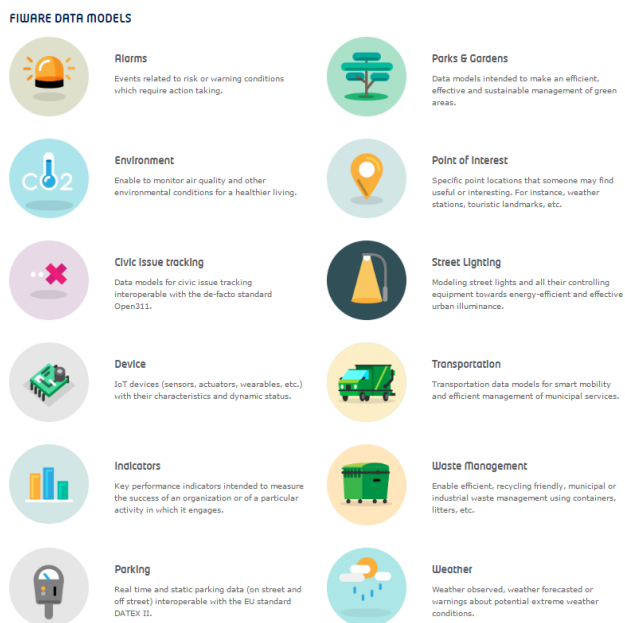 FIWARE DATA MODELS
Alarms
Events related to risk or warning conditions
which require action taking.
Parks & Gardens
Data models intended to make an efficient,
effective and sustainable management of green
areas.
CO2
Environment
Enable to monitor air quality and other
environmental conditions for a healthier living.
Point of Interest
Specific point locations that someone may find
useful or interesting. For instance, weather
stations, touristic landmarks, etc.
Civic Issue tracking
Data models for civic issue tracking
interoperable with the de-facto standard
Open311.
Street Lighting
Modeling street lights and all their controlling
equipment towards energy-efficient and effective
urban illuminance.
Device
IoT devices (sensors, actuators, wearables, etc.)
with their characteristics and dynamic status.
Transportation
Transportation data models for smart mobility
and efficient management of municipal services.
Indicators
Key performance indicators intended to measure
the success of an organization or of a particular
activity in which it engages.
Waste Management
Enable efficient, recycling friendly, municipal or
industrial waste management using containers,
litters, etc.
Parking
Real time and static parking data (on street and
off street) interoperable with the EU standard
DATEX II.
Weather
Weather observed, weather forecasted or
warnings about potential extreme weather
conditions.